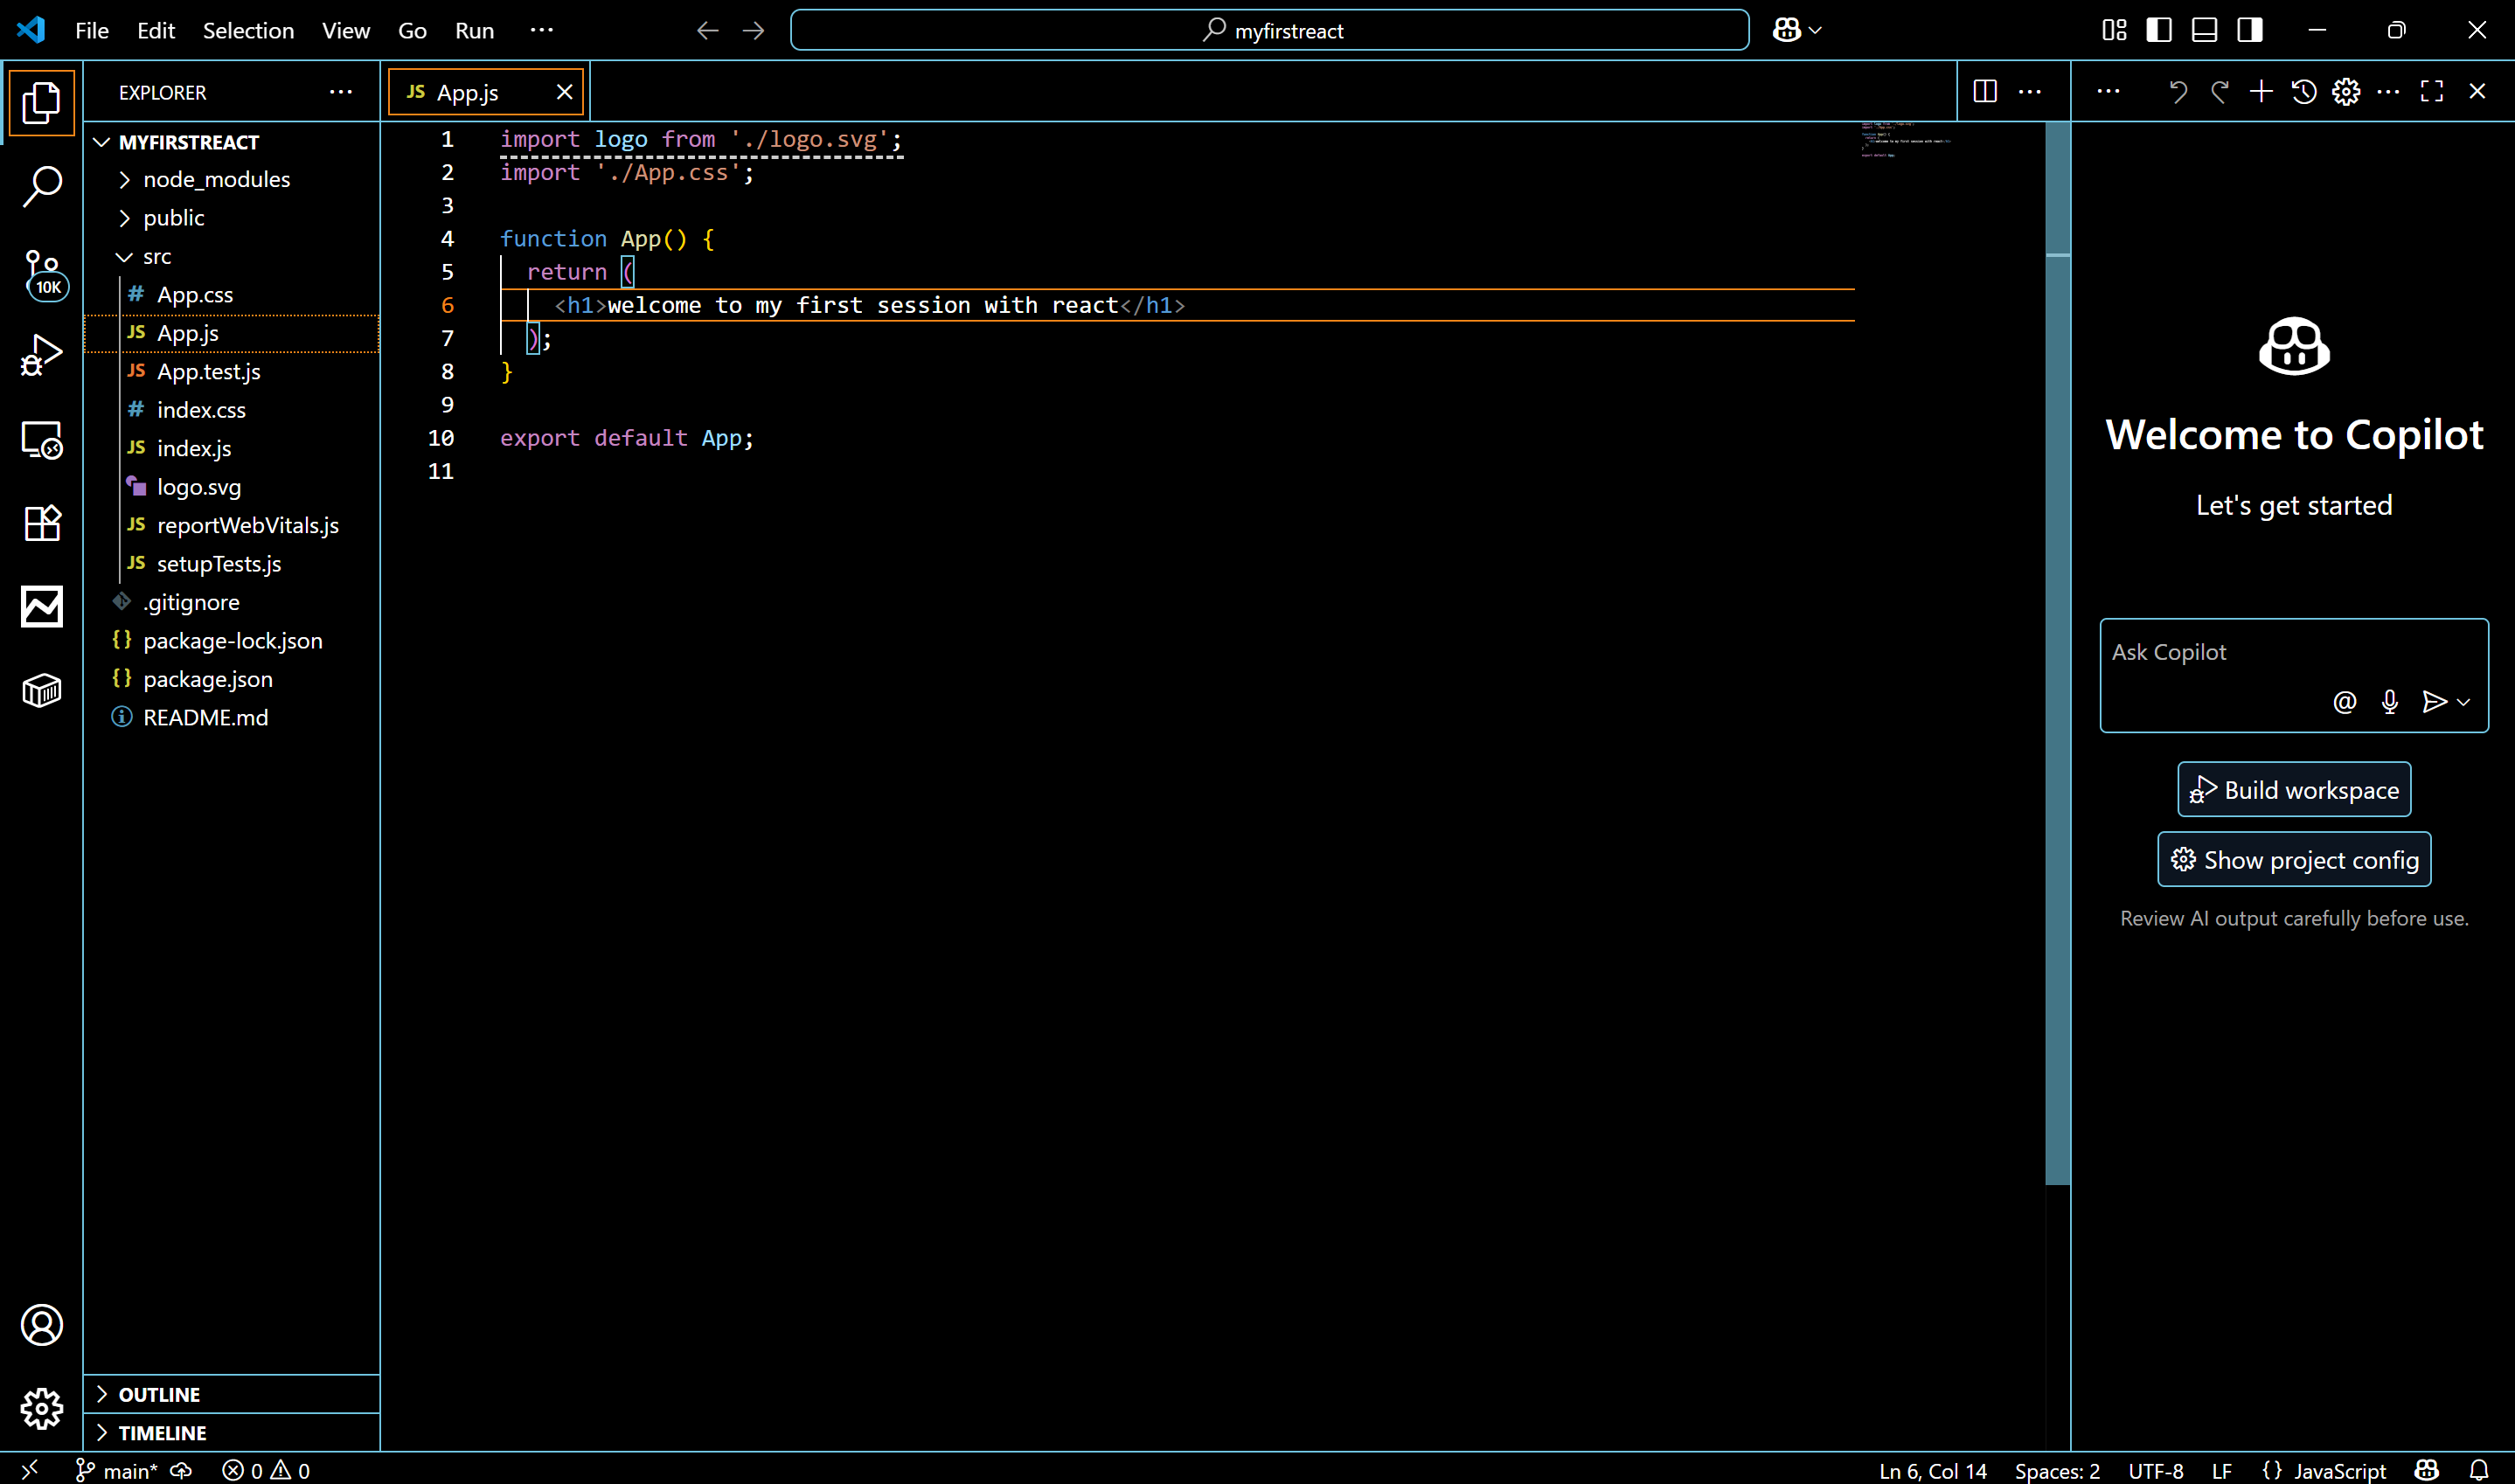 File Edit Selection View Go Run ···
myfirstreact
EXPLORER
MYFIRSTREACT
node_modules
public
src
# App.css
JS App.js
JS App.test.js
# index.css
JS index.js
logo.svg
JS reportWebVitals.js
JS setupTests.js
.gitignore
{} package-lock.json
{} package.json
README.md
OUTLINE
TIMELINE
10K
JS App.js
1 import logo from './logo.svg';
2 import './App.css';
3
4 function App() {
5 return (
6 <h1>welcome to my first session with react</h1>
7 );
8 }
9
10 export default App;
11
Welcome to Copilot
Let's get started
Ask Copilot
@
Build workspace
Show project config
Review AI output carefully before use.
main* 0 0
Ln 6, Col 14 Spaces: 2 UTF-8 LF {} JavaScript